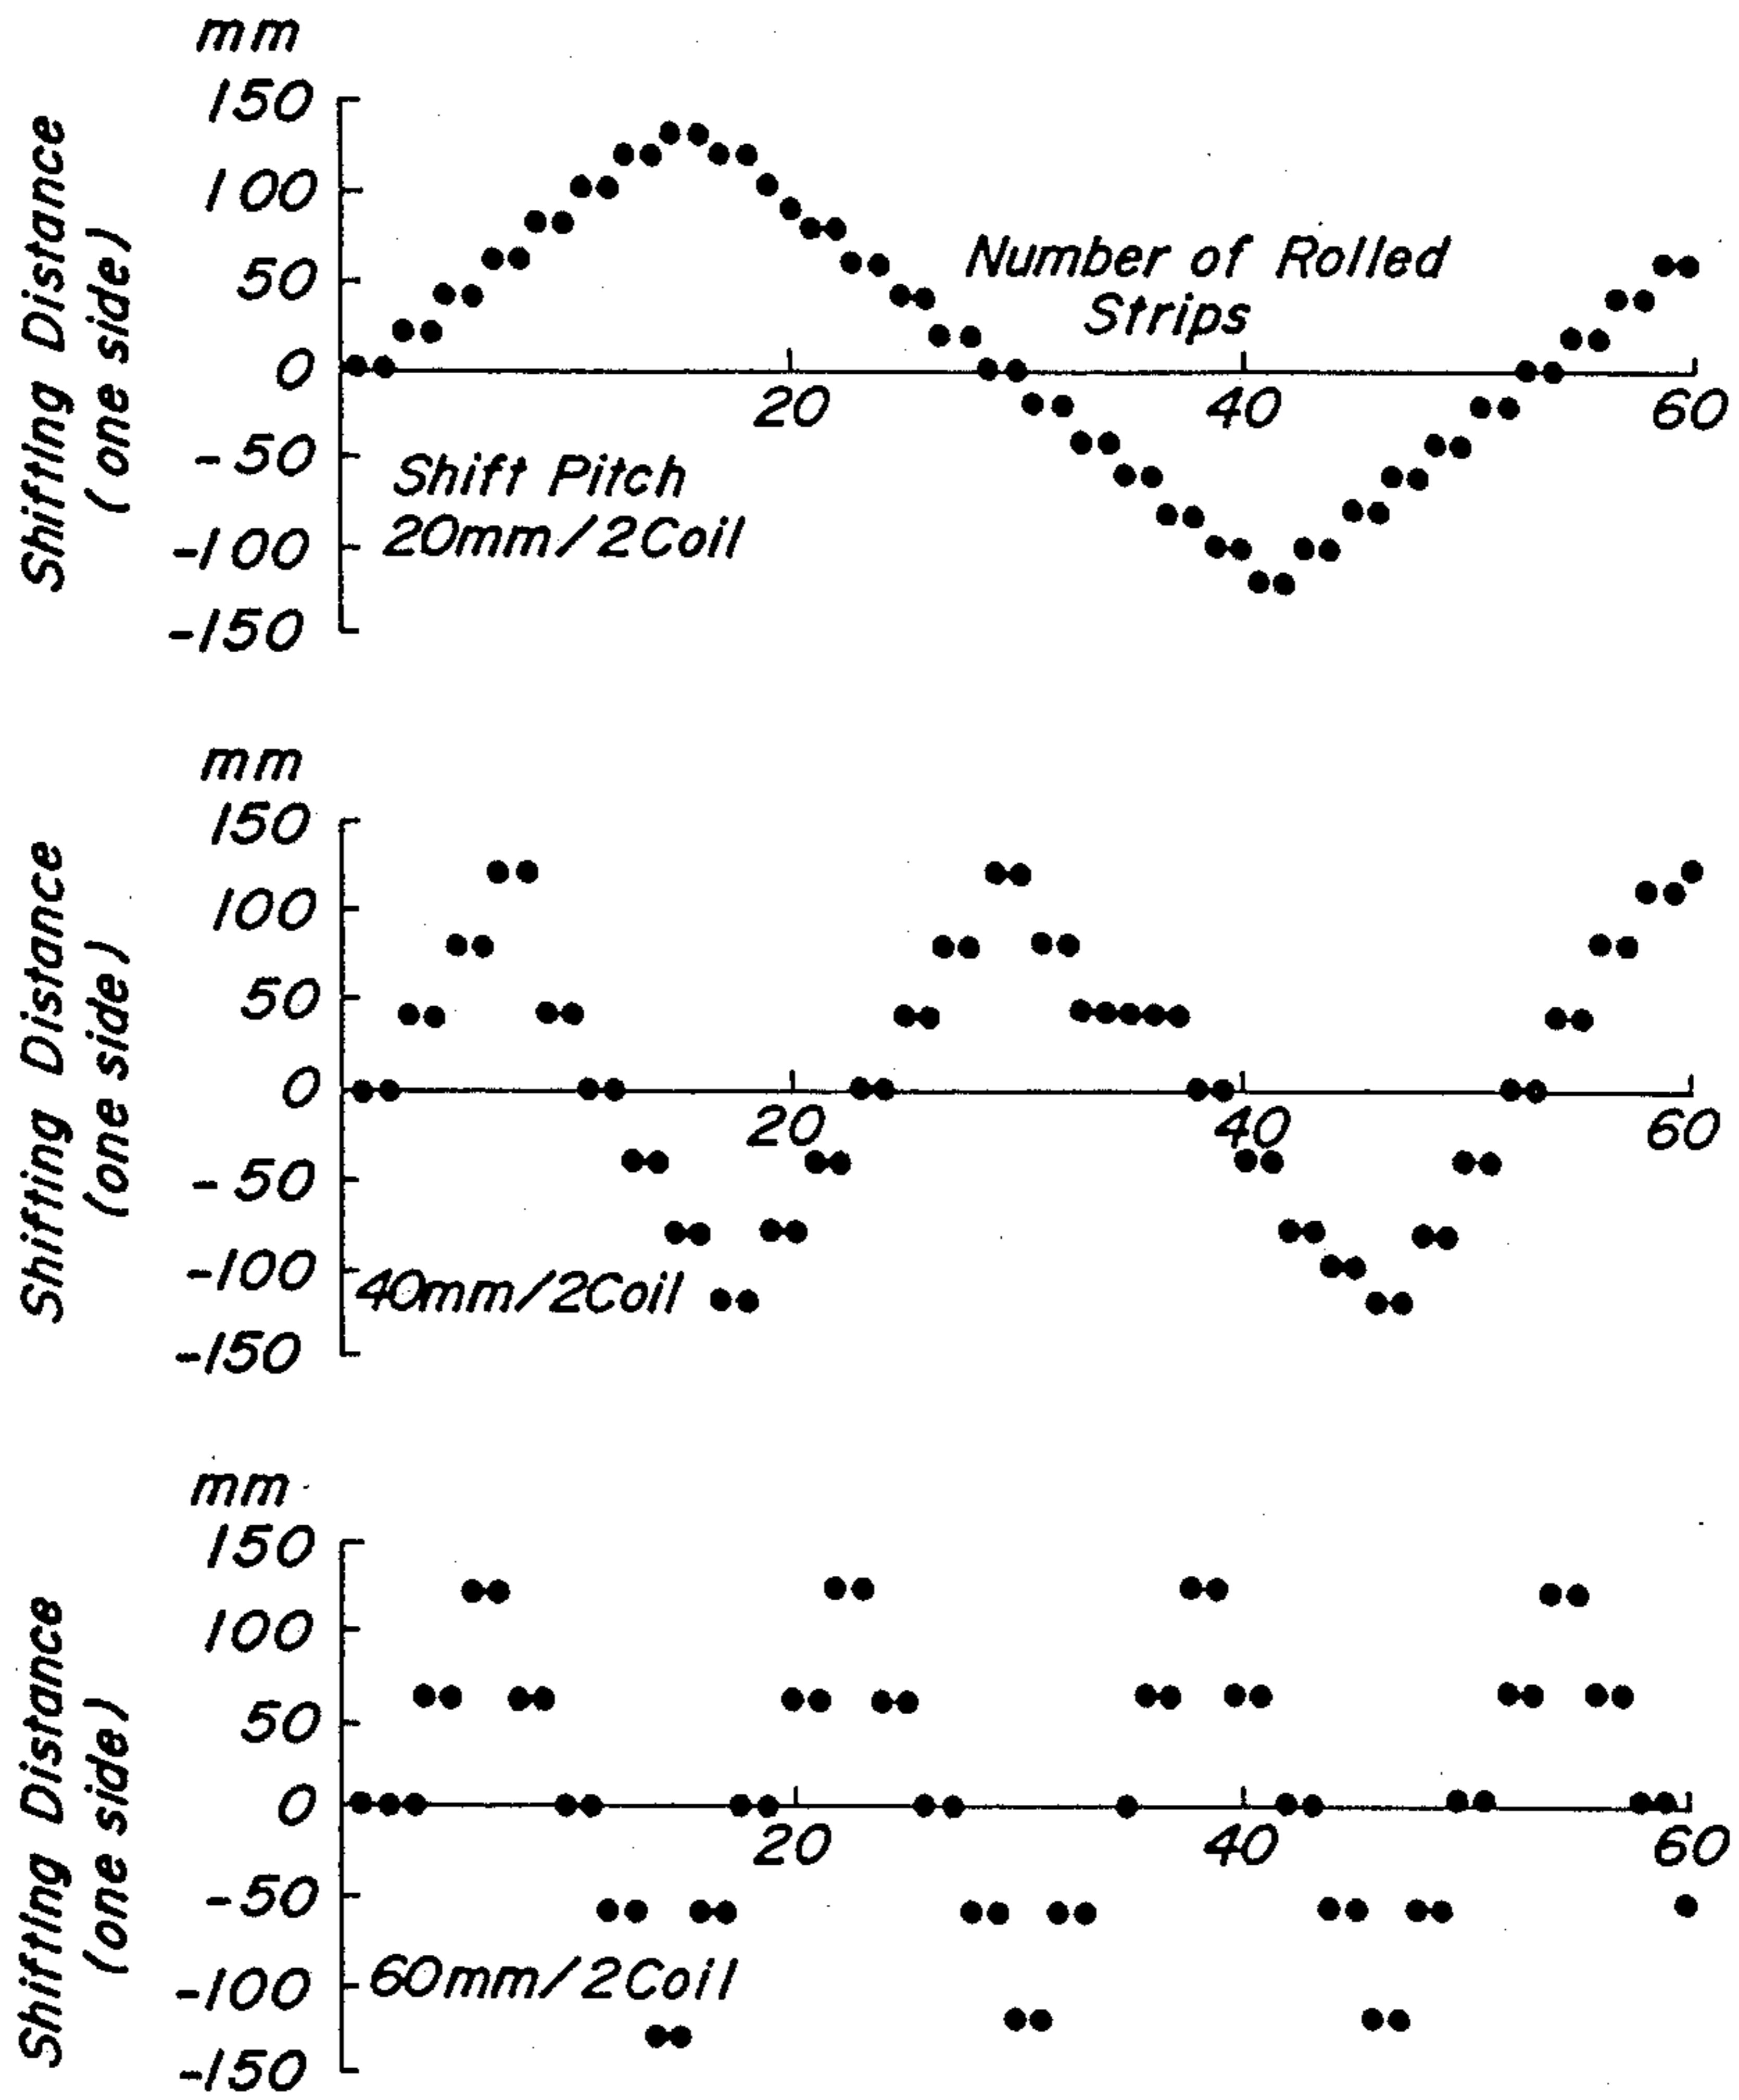 mm
150
100
50
0
-50
-100
-150
Shifting Distance
(one side)
Number of Rolled
Strips
20
40
60
Shift Pitch
20mm/2Coil
mm
150
100
50
0
-50
-100
-150
Shifting Distance
(one side)
20
40
60
40mm/2Coil
mm
150
100
50
0
-50
-100
-150
Shifting Distance
(one side)
20
40
60
60mm/2Coil